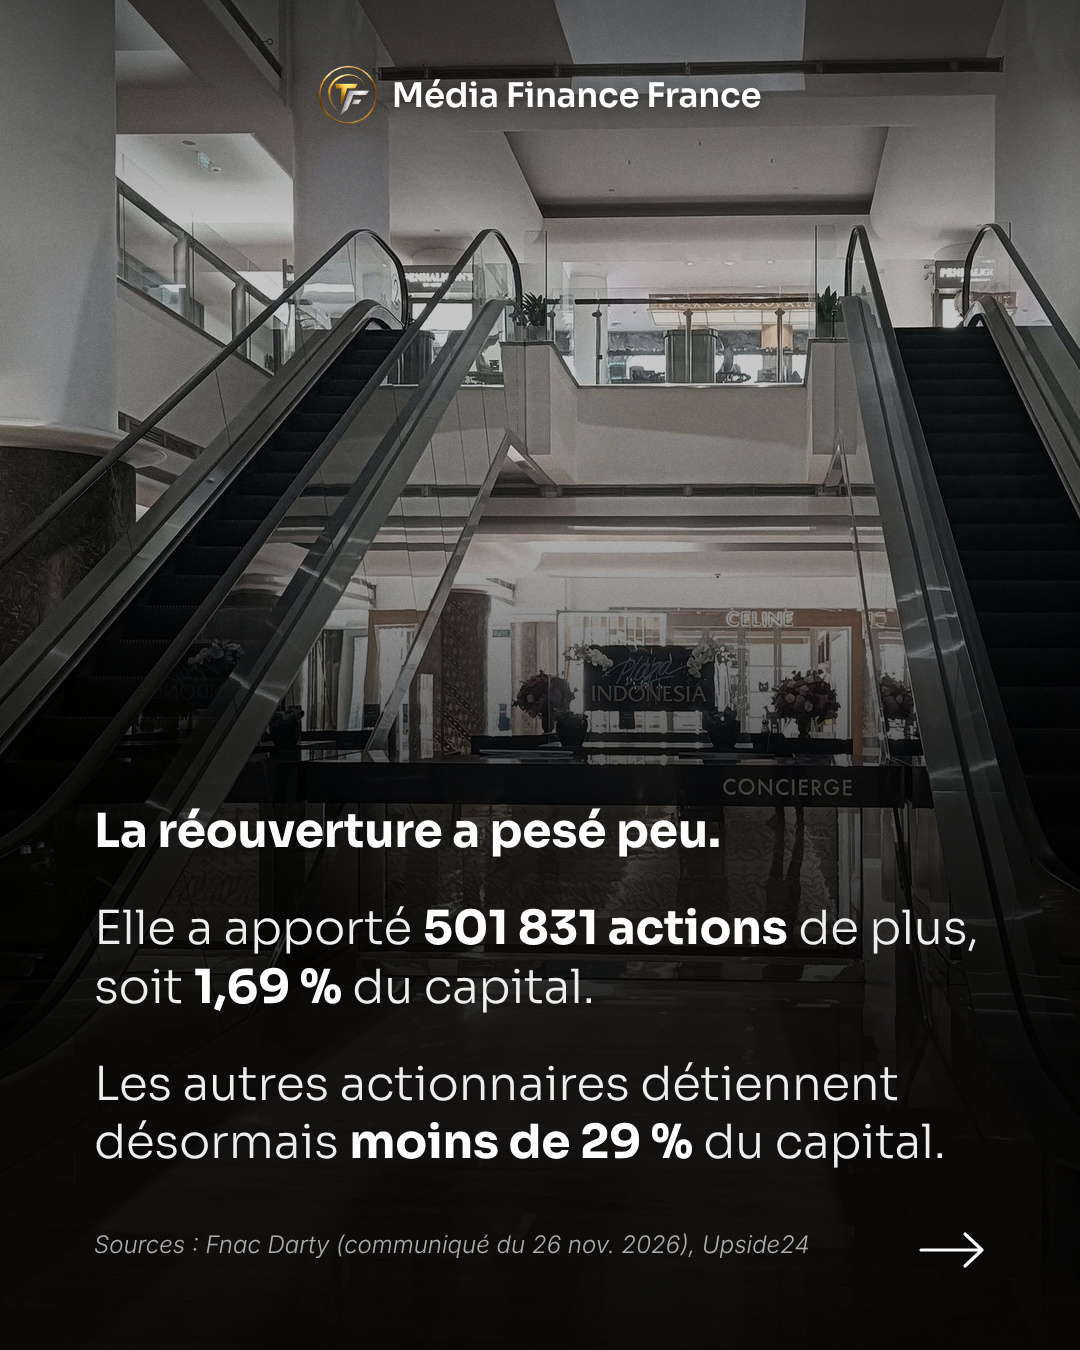 Média Finance France
CELINE
plaza
INDONESIA
CONCIERGE
La réouverture a pesé peu.
Elle a apporté 501 831 actions de plus,
soit 1,69 % du capital.
Les autres actionnaires détiennent
désormais moins de 29 % du capital.
Sources : Fnac Darty (communiqué du 26 nov. 2026), Upside24